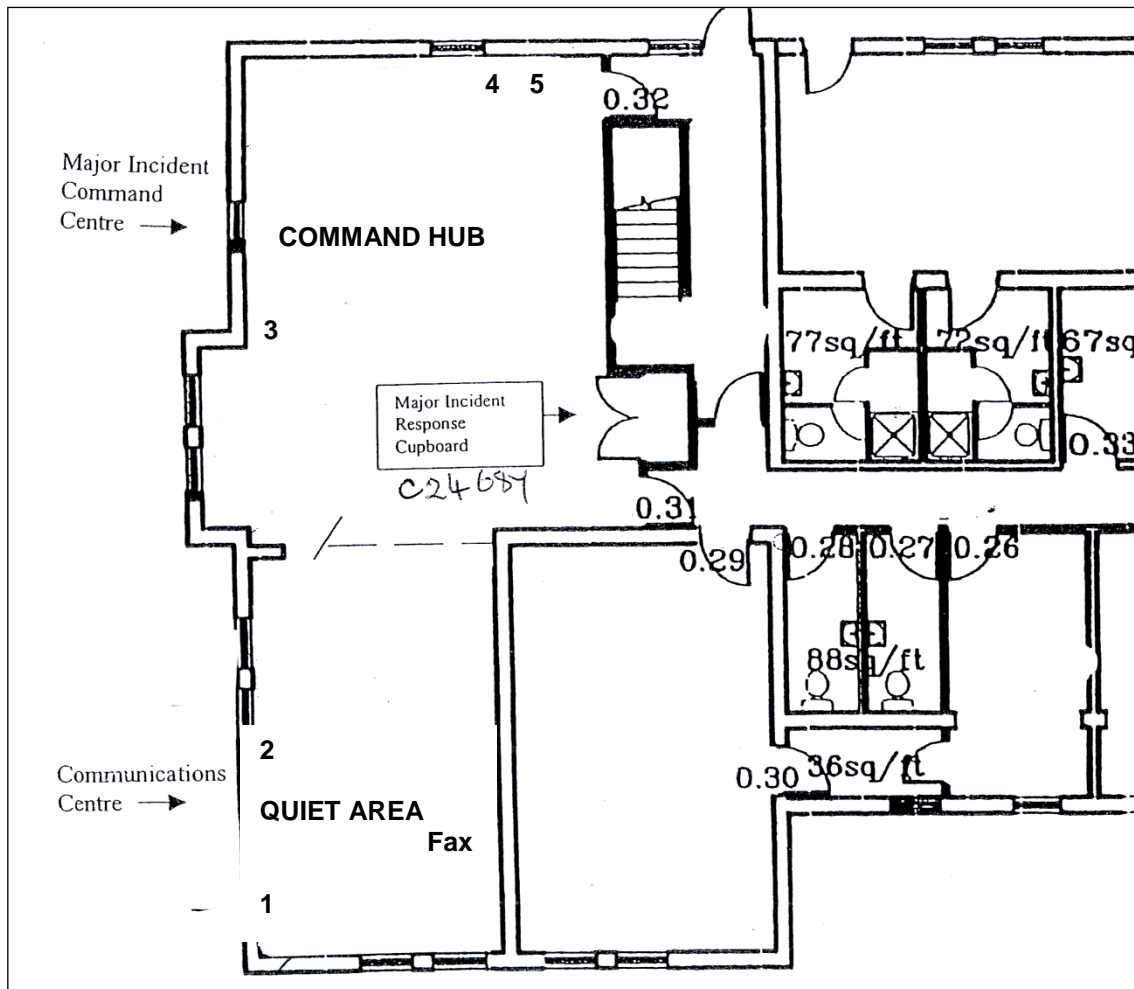 4 5
0.32
Major Incident
Command
Centre
COMMAND HUB
3
77sq/ft
72sq/ft
67sq
Major Incident
Response
Cupboard
0.33
C24687
0.31
0.29
0.28
0.27
0.26
88sq/ft
2
Communications
Centre
36sq/ft
0.30
QUIET AREA
Fax
1